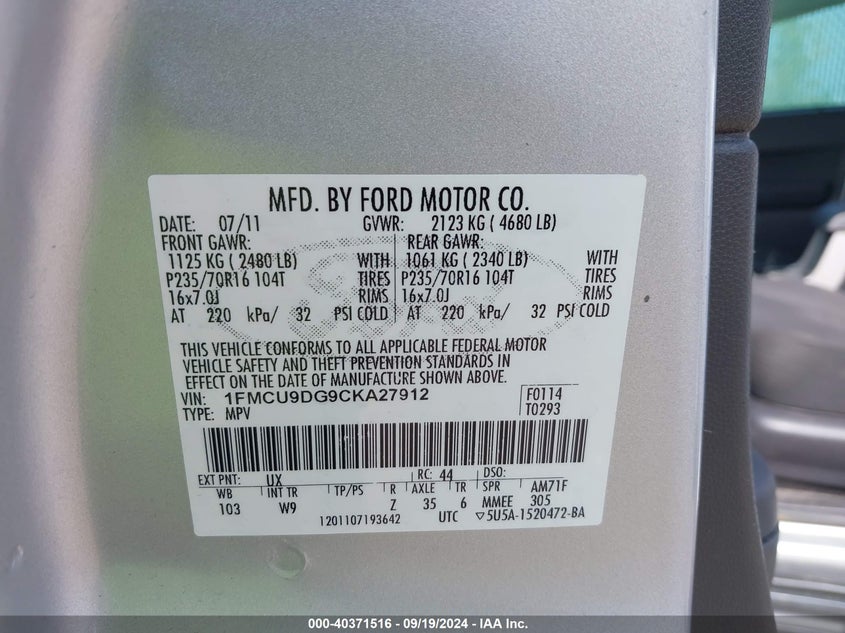 MFD. BY FORD MOTOR CO.
DATE: 07/11 GVWR: 2123 KG ( 4680 LB)
FRONT GAWR: REAR GAWR:
1125 KG ( 2480 LB) WITH 1061 KG ( 2340 LB) WITH
P235/70R16 104T TIRES P235/70R16 104T TIRES
16x7.0J RIMS 16x7.0J RIMS
AT 220 kPa/ 32 PSI COLD AT 220 kPa/ 32 PSI COLD
Ford
THIS VEHICLE CONFORMS TO ALL APPLICABLE FEDERAL MOTOR
VEHICLE SAFETY AND THEFT PREVENTION STANDARDS IN
EFFECT ON THE DATE OF MANUFACTURE SHOWN ABOVE.
VIN: 1FMCU9DG9CKA27912 F0114
TYPE: MPV T0293
EXT PNT: UX RC: 44 DSO:
WB INT TR TP/PS R AXLE TR SPR AM71F
103 W9 Z 35 6 MMEE 305
1201107193642 UTC ▽5U5A-1520472-BA
000-40371516 - 09/19/2024 - IAA Inc.